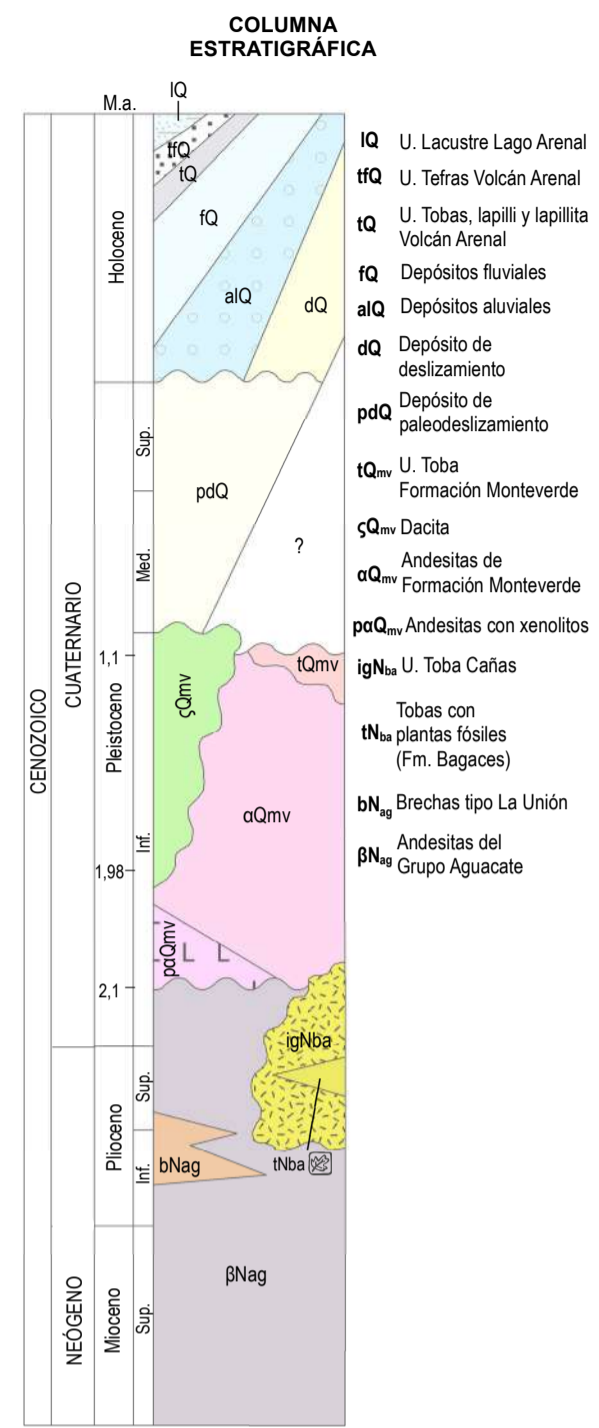 COLUMNA
ESTRATIGRÁFICA
M.a.
lQ
tfQ
tQ
fQ
alQ
dQ
pdQ
?
ςQmv
tQmv
αQmv
pαQmv
igNba
tNba
bNag
βNag
1,1
1,98
2,1
CENOZOICO
CUATERNARIO
NEÓGENO
Holoceno
Pleistoceno
Plioceno
Mioceno
Sup.
Med.
Inf.
Sup.
Inf.
Sup.
L L
lQ U. Lacustre Lago Arenal
tfQ U. Tefras Volcán Arenal
tQ U. Tobas, lapilli y lapillita
Volcán Arenal
fQ Depósitos fluviales
alQ Depósitos aluviales
dQ Depósito de
deslizamiento
pdQ Depósito de
paleodeslizamiento
tQmv U. Toba
Formación Monteverde
ςQmv Dacita
αQmv Andesitas de
Formación Monteverde
pαQmv Andesitas con xenolitos
igNba U. Toba Cañas
tNba Tobas con
plantas fósiles
(Fm. Bagaces)
bNag Brechas tipo La Unión
βNag Andesitas del
Grupo Aguacate